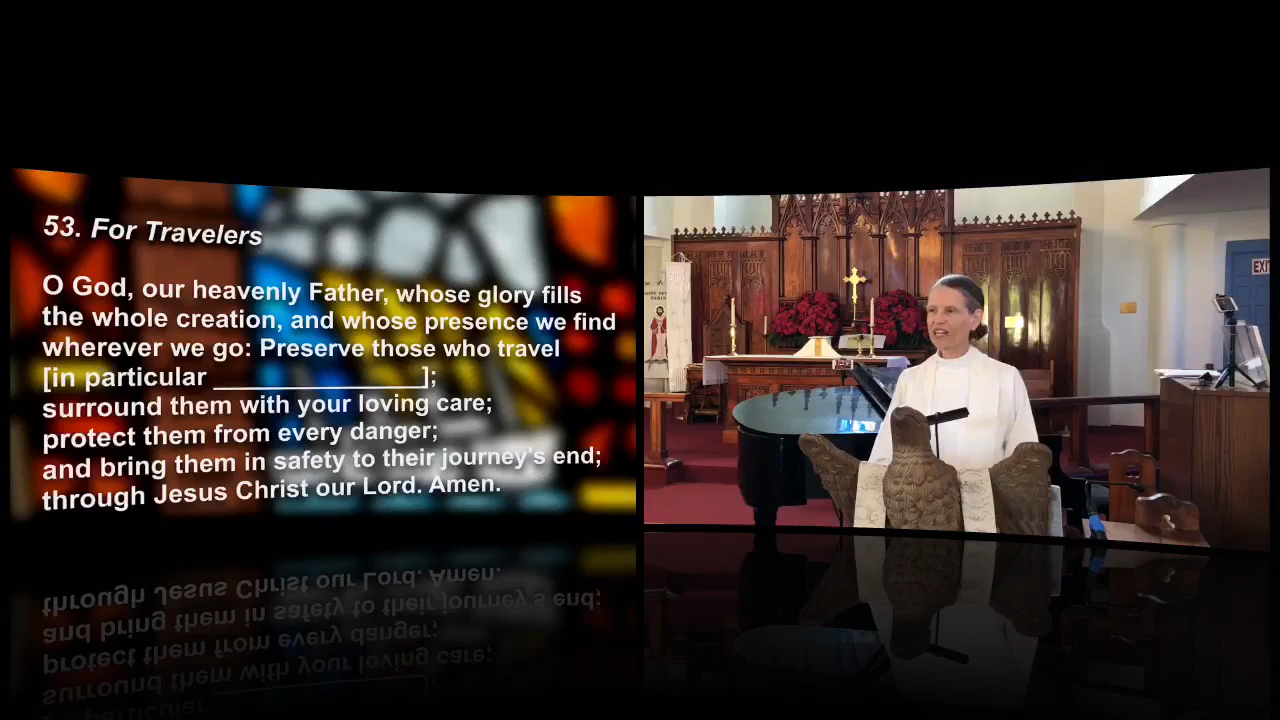 53. For Travelers
O God, our heavenly Father, whose glory fills
the whole creation, and whose presence we find
wherever we go: Preserve those who travel
[in particular _______________];
surround them with your loving care;
protect them from every danger;
and bring them in safety to their journey's end;
through Jesus Christ our Lord. Amen.
EXIT